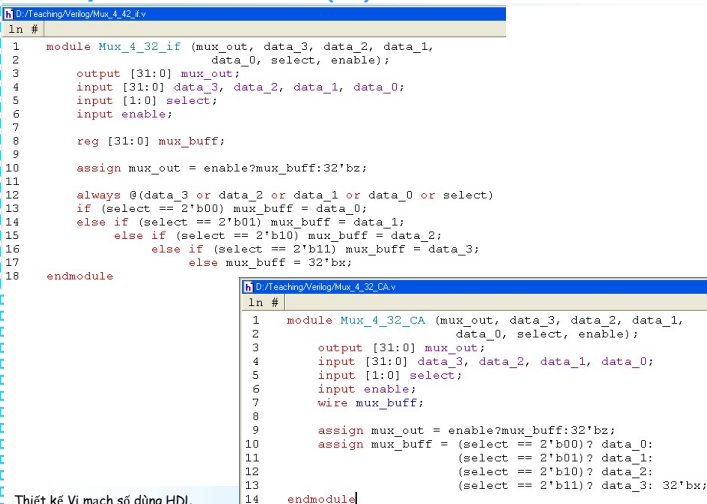 D:/Teaching/Verilog/Mux_4_42_if.v
ln #
1 module Mux_4_32_if (mux_out, data_3, data_2, data_1,
2 data_0, select, enable);
3 output [31:0] mux_out;
4 input [31:0] data_3, data_2, data_1, data_0;
5 input [1:0] select;
6 input enable;
7
8 reg [31:0] mux_buff;
9
10 assign mux_out = enable?mux_buff:32'bz;
11
12 always @(data_3 or data_2 or data_1 or data_0 or select)
13 if (select == 2'b00) mux_buff = data_0;
14 else if (select == 2'b01) mux_buff = data_1;
15 else if (select == 2'b10) mux_buff = data_2;
16 else if (select == 2'b11) mux_buff = data_3;
17 else mux_buff = 32'bx;
18 endmodule
D:/Teaching/Verilog/Mux_4_32_CA.v
ln #
1 module Mux_4_32_CA (mux_out, data_3, data_2, data_1,
2 data_0, select, enable);
3 output [31:0] mux_out;
4 input [31:0] data_3, data_2, data_1, data_0;
5 input [1:0] select;
6 input enable;
7 wire mux_buff;
8
9 assign mux_out = enable?mux_buff:32'bz;
10 assign mux_buff = (select == 2'b00)? data_0:
11 (select == 2'b01)? data_1:
12 (select == 2'b10)? data_2:
13 (select == 2'b11)? data_3: 32'bx;
14 endmodule
Thiết kế Vi mạch số dùng HDL